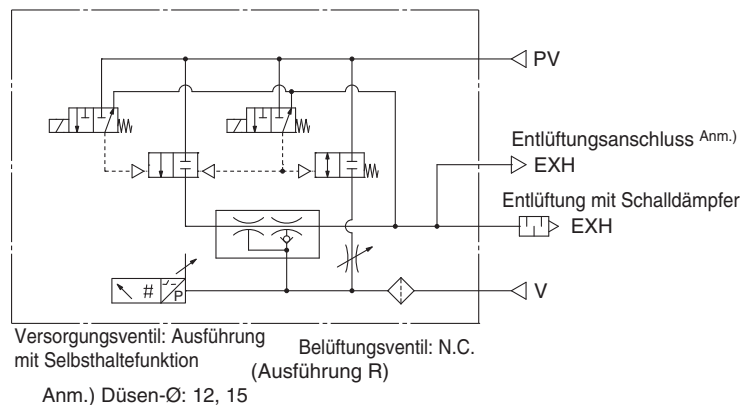 PV
Entlüftungsanschluss Anm.)
EXH
Entlüftung mit Schalldämpfer
EXH
# P
V
Versorgungsventil: Ausführung
mit Selbsthaltefunktion
Belüftungsventil: N.C.
(Ausführung R)
Anm.) Düsen-Ø: 12, 15